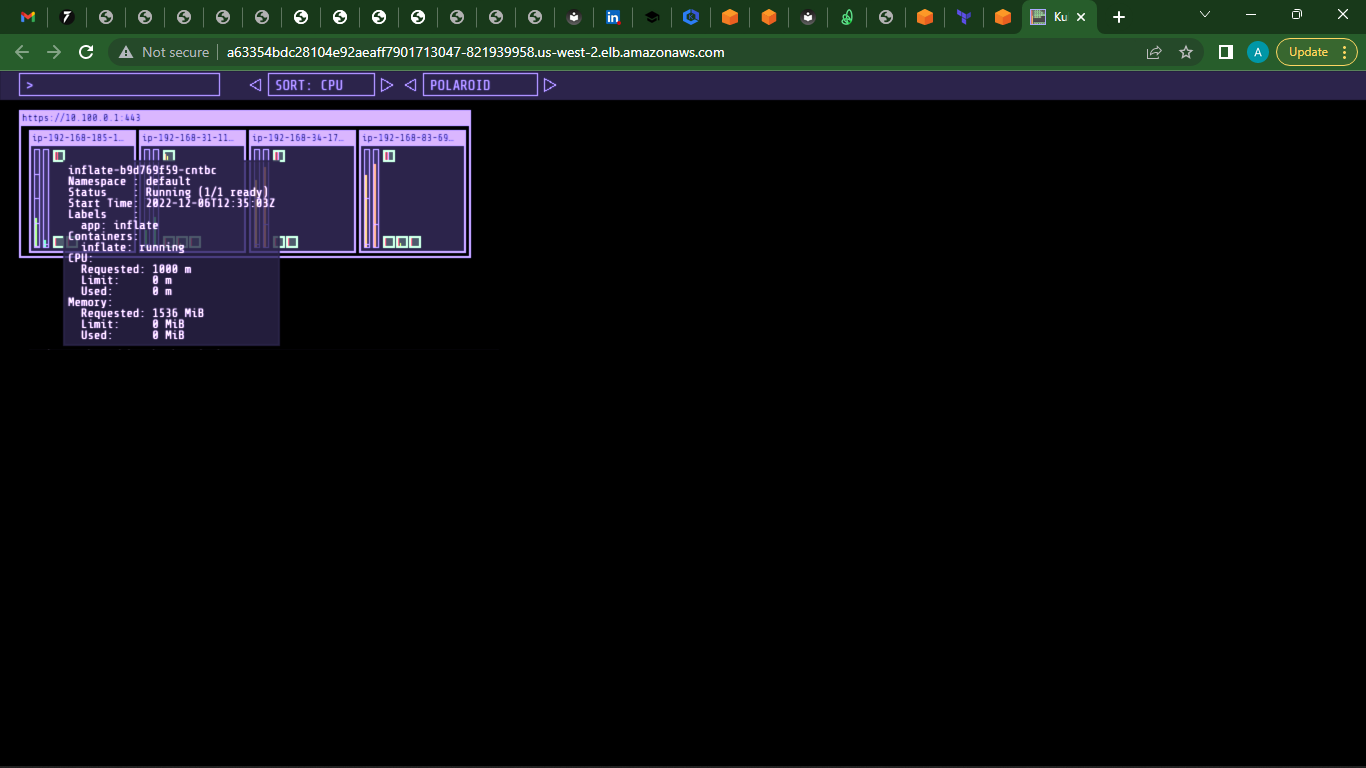 7
in
Ku
Not secure
a63354bdc28104e92aeaff7901713047-821939958.us-west-2.elb.amazonaws.com
A
Update
>
SORT: CPU
POLAROID
https://10.100.0.1:443
ip-192-168-185-1…
ip-192-168-31-11…
ip-192-168-34-17…
ip-192-168-83-69…
inflate-b9d769f59-cntbc
Namespace : default
Status : Running (1/1 ready)
Start Time: 2022-12-06T12:35:03Z
Labels :
app: inflate
Containers:
inflate: running
CPU:
Requested: 1000 m
Limit: 0 m
Used: 0 m
Memory:
Requested: 1536 MiB
Limit: 0 MiB
Used: 0 MiB